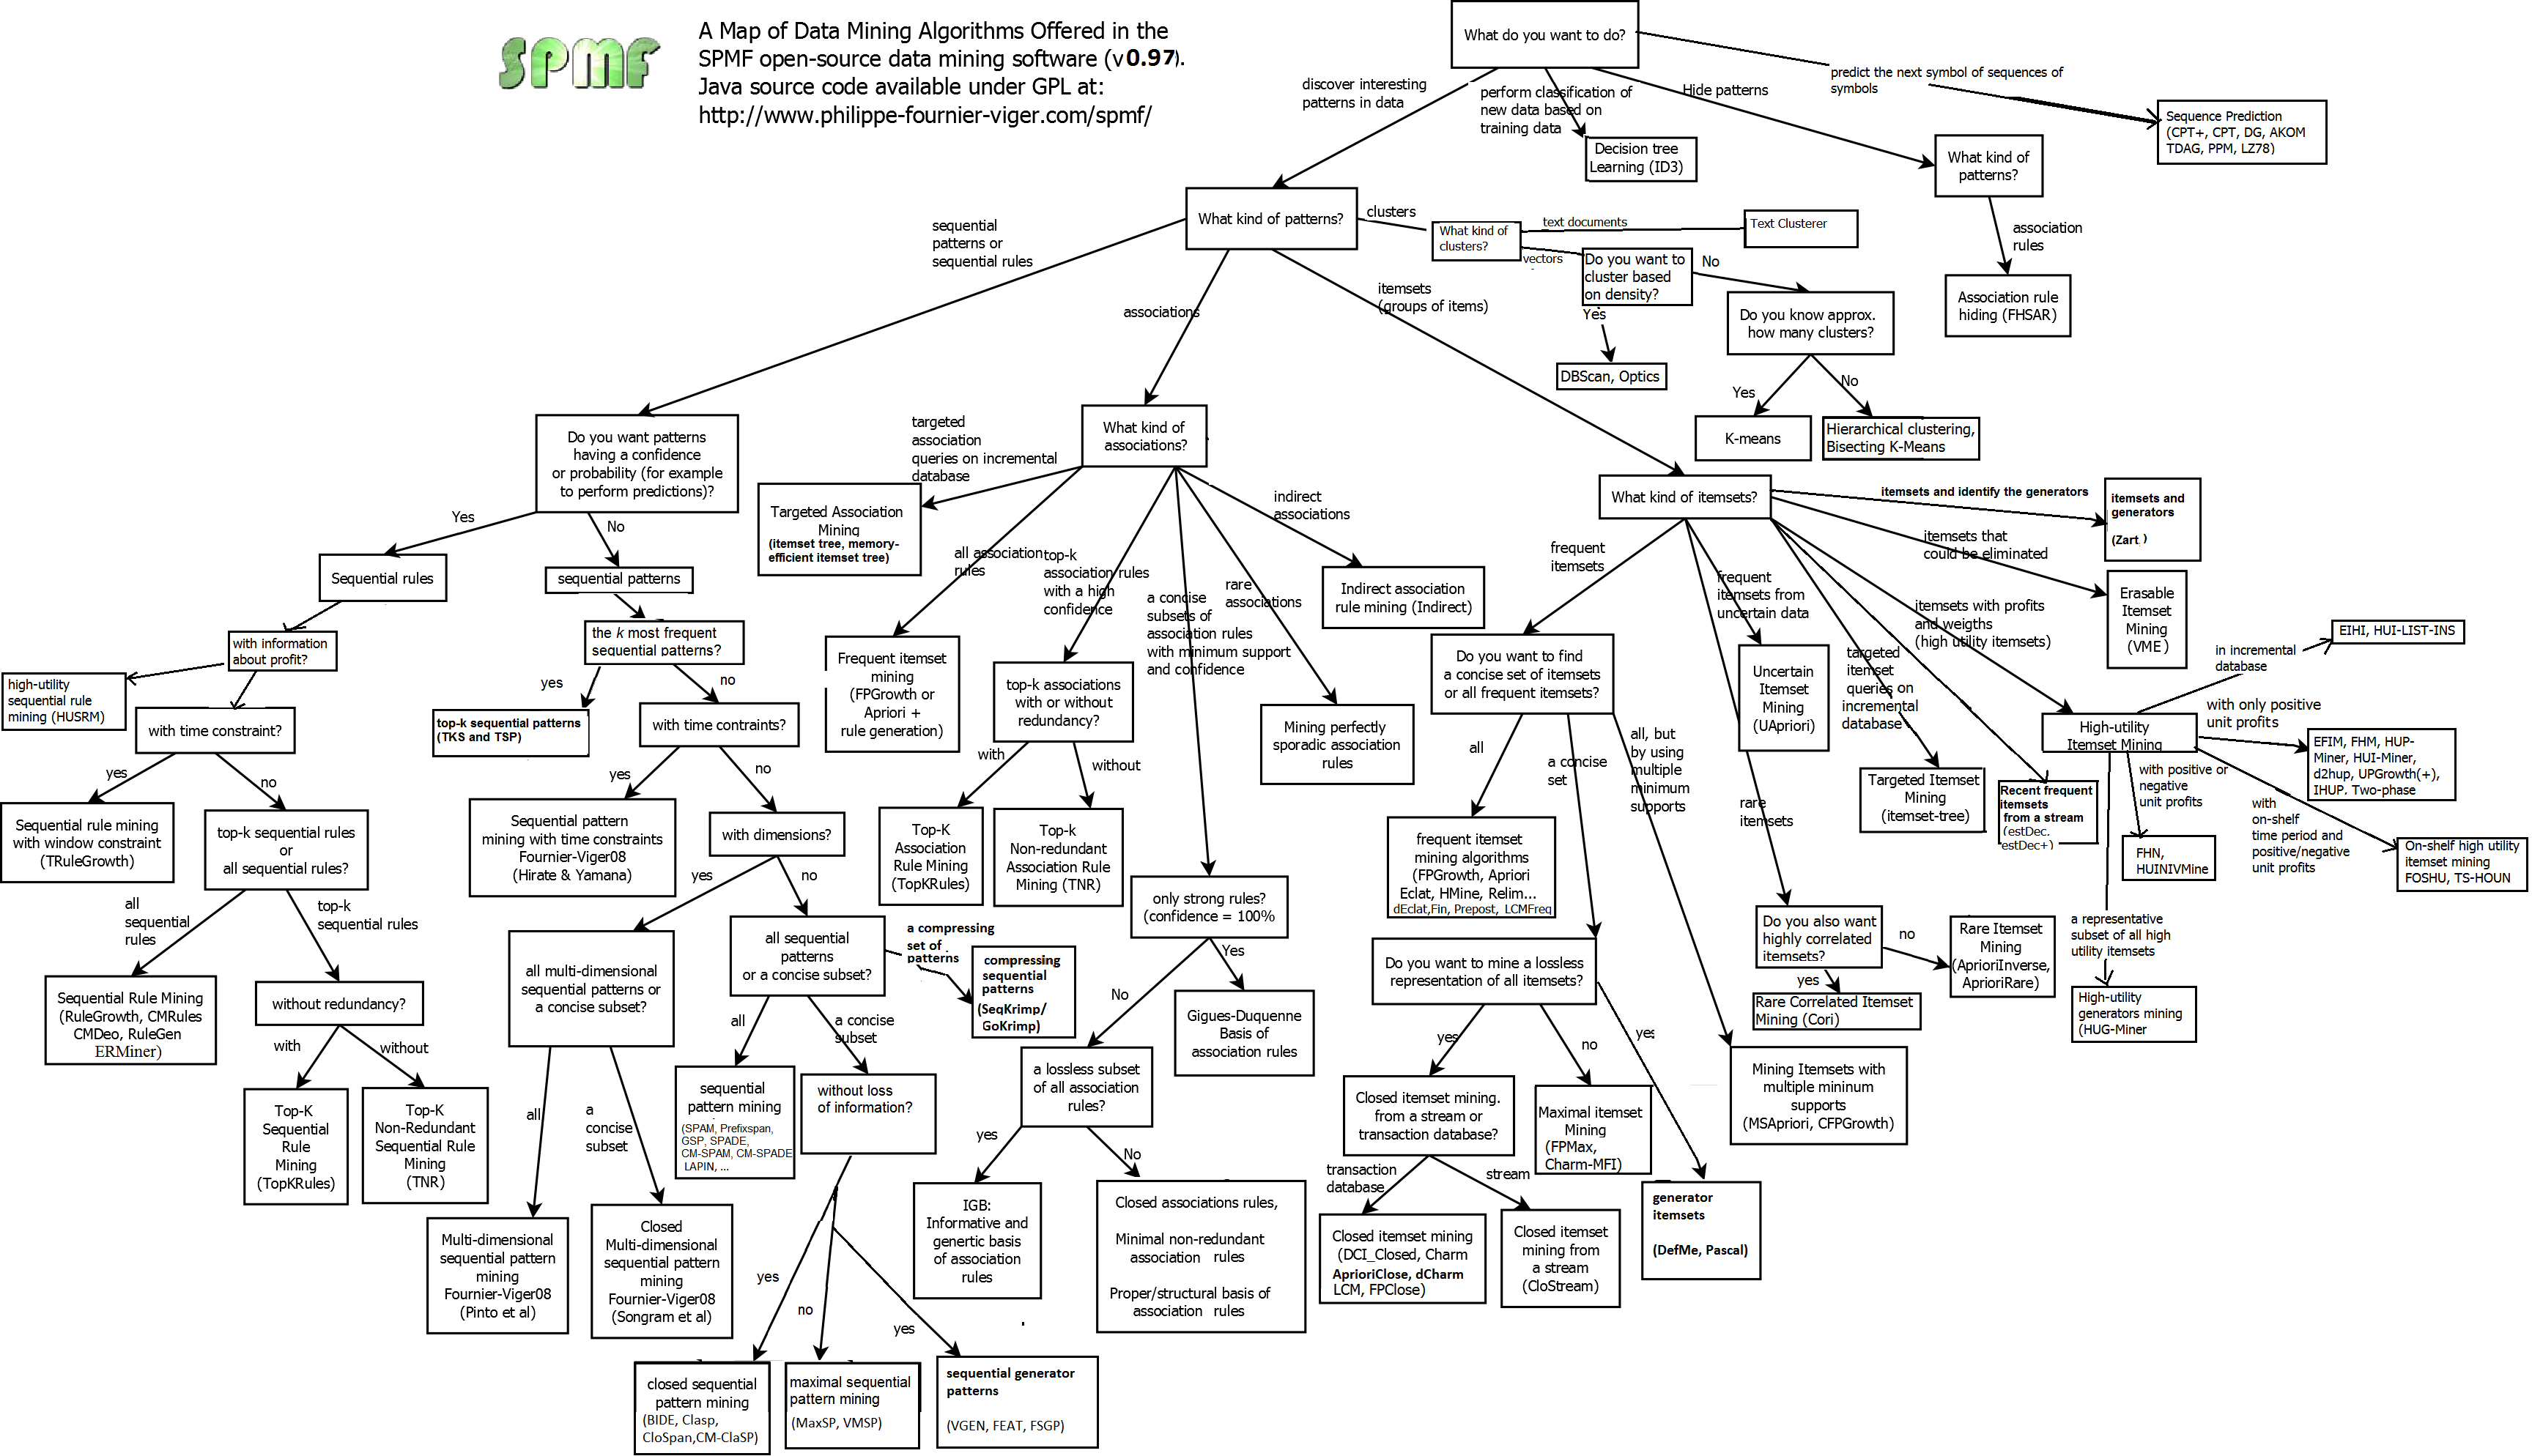 SPMF
A Map of Data Mining Algorithms Offered in the
SPMF open-source data mining software (v0.97).
Java source code available under GPL at:
http://www.philippe-fournier-viger.com/spmf/
What do you want to do?
discover interesting
patterns in data
perform classification of
new data based on
training data
Hide patterns
predict the next symbol of sequences of
symbols
Sequence Prediction
(CPT+, CPT, DG, AKOM
TDAG, PPM, LZ78)
Decision tree
Learning (ID3)
What kind of
patterns?
association
rules
Association rule
hiding (FHSAR)
What kind of patterns?
clusters
What kind of
clusters?
text documents
Text Clusterer
vectors
Do you want to
cluster based
on density?
No
Yes
DBScan, Optics
Do you know approx.
how many clusters?
Yes
No
K-means
Hierarchical clustering,
Bisecting K-Means
sequential
patterns or
sequential rules
associations
itemsets
(groups of items)
Do you want patterns
having a confidence
or probability (for example
to perform predictions)?
Yes
No
Sequential rules
sequential patterns
with information
about profit?
high-utility
sequential rule
mining (HUSRM)
with time constraint?
yes
no
Sequential rule mining
with window constraint
(TRuleGrowth)
top-k sequential rules
or
all sequential rules?
all
sequential
rules
top-k
sequential rules
Sequential Rule Mining
(RuleGrowth, CMRules
CMDeo, RuleGen
ERMiner)
without redundancy?
with
without
Top-K
Sequential
Rule
Mining
(TopKRules)
Top-K
Non-Redundant
Sequential Rule
Mining
(TNR)
the k most frequent
sequential patterns?
yes
no
top-k sequential patterns
(TKS and TSP)
with time contraints?
yes
no
Sequential pattern
mining with time constraints
Fournier-Viger08
(Hirate & Yamana)
with dimensions?
yes
no
all multi-dimensional
sequential patterns or
a concise subset?
all
a
concise
subset
Multi-dimensional
sequential pattern
mining
Fournier-Viger08
(Pinto et al)
Closed
Multi-dimensional
sequential pattern
mining
Fournier-Viger08
(Songram et al)
all sequential
patterns
or a concise subset?
a compressing
set of
patterns
compressing
sequential
patterns
(SeqKrimp/
GoKrimp)
all
a concise
subset
sequential
pattern mining
(SPAM, Prefixspan,
GSP, SPADE,
CM-SPAM, CM-SPADE
LAPIN, ...
without loss
of information?
yes
no
yes
closed sequential
pattern mining
(BIDE, Clasp,
CloSpan,CM-ClaSP)
maximal sequential
pattern mining
(MaxSP, VMSP)
sequential generator
patterns
(VGEN, FEAT, FSGP)
What kind of
associations?
targeted
association
queries on incremental
database
Targeted Association
Mining
(itemset tree, memory-
efficient itemset tree)
all association
rules
Frequent itemset
mining
(FPGrowth or
Apriori +
rule generation)
top-k
association rules
with a high
confidence
top-k associations
with or without
redundancy?
with
without
Top-K
Association
Rule Mining
(TopKRules)
Top-k
Non-redundant
Association Rule
Mining (TNR)
a concise
subsets of
association rules
with minimum support
and confidence
rare
associations
Mining perfectly
sporadic association
rules
indirect
associations
Indirect association
rule mining (Indirect)
only strong rules?
(confidence = 100%
No
Yes
Gigues-Duquenne
Basis of
association rules
a lossless subset
of all association
rules?
yes
No
IGB:
Informative and
genertic basis
of association
rules
Closed associations rules,
Minimal non-redundant
association rules
Proper/structural basis of
association rules
What kind of itemsets?
itemsets and identify the generators
itemsets and
generators
(Zart )
itemsets that
could be eliminated
Erasable
Itemset
Mining
(VME)
frequent
itemsets
frequent
itemsets from
uncertain data
Uncertain
Itemset
Mining
(UApriori)
targeted
itemset
queries on
incremental
database
Targeted Itemset
Mining
(itemset-tree)
Recent frequent
itemsets
from a stream
(estDec,
estDec+)
itemsets with profits
and weigths
(high utility itemsets)
High-utility
Itemset Mining
in incremental
database
EIHI, HUI-LIST-INS
with only positive
unit profits
EFIM, FHM, HUP-
Miner, HUI-Miner,
d2hup, UPGrowth(+),
IHUP, Two-phase
with positive or
negative
unit profits
FHN,
HUINIVMine
with
on-shelf
time period and
positive/negative
unit profits
On-shelf high utility
itemset mining
FOSHU, TS-HOUN
a representative
subset of all high
utility itemsets
High-utility
generators mining
(HUG-Miner
rare
itemsets
Do you also want
highly correlated
itemsets?
no
yes
Rare Itemset
Mining
(AprioriInverse,
AprioriRare)
Rare Correlated Itemset
Mining (Cori)
Do you want to find
a concise set of itemsets
or all frequent itemsets?
all
a concise
set
all, but
by using
multiple
minimum
supports
frequent itemset
mining algorithms
(FPGrowth, Apriori
Eclat, HMine, Relim...
dEclat,Fin, Prepost, LCMFreq
Do you want to mine a lossless
representation of all itemsets?
yes
no
yes
Mining Itemsets with
multiple mininum
supports
(MSApriori, CFPGrowth)
Closed itemset mining.
from a stream or
transaction database?
Maximal itemset
Mining
(FPMax,
Charm-MFI)
transaction
database
stream
Closed itemset mining
(DCI_Closed, Charm
AprioriClose, dCharm
LCM, FPClose)
Closed itemset
mining from
a stream
(CloStream)
generator
itemsets
(DefMe, Pascal)